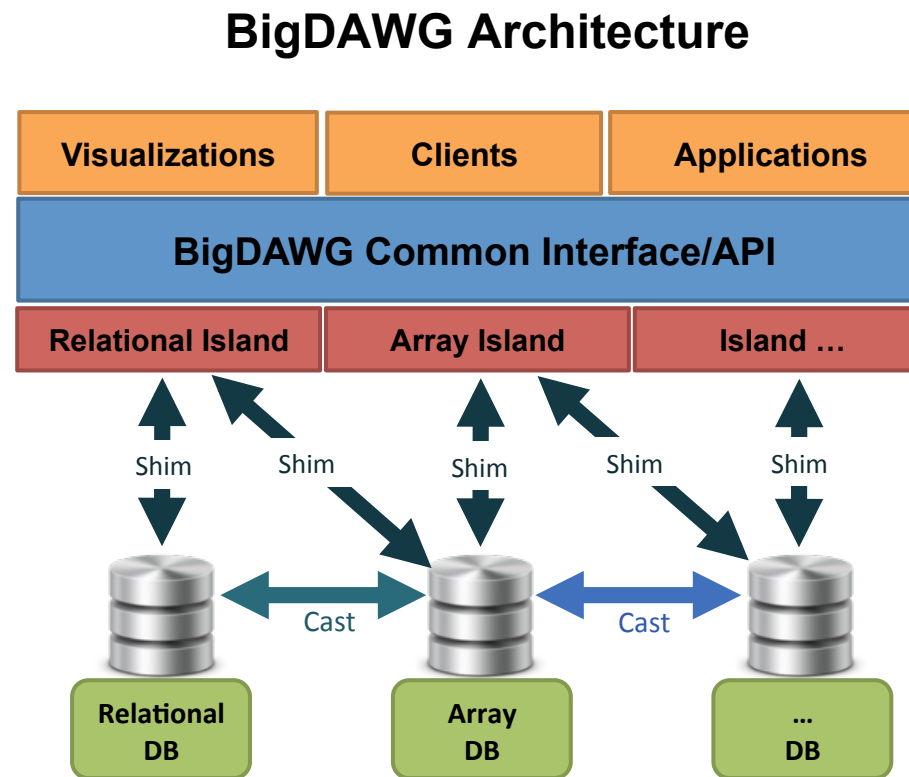 BigDAWG Architecture
Visualizations
Clients
Applications
BigDAWG Common Interface/API
Relational Island
Array Island
Island …
Shim
Shim
Shim
Shim
Shim
Cast
Cast
Relational
DB
Array
DB
…
DB